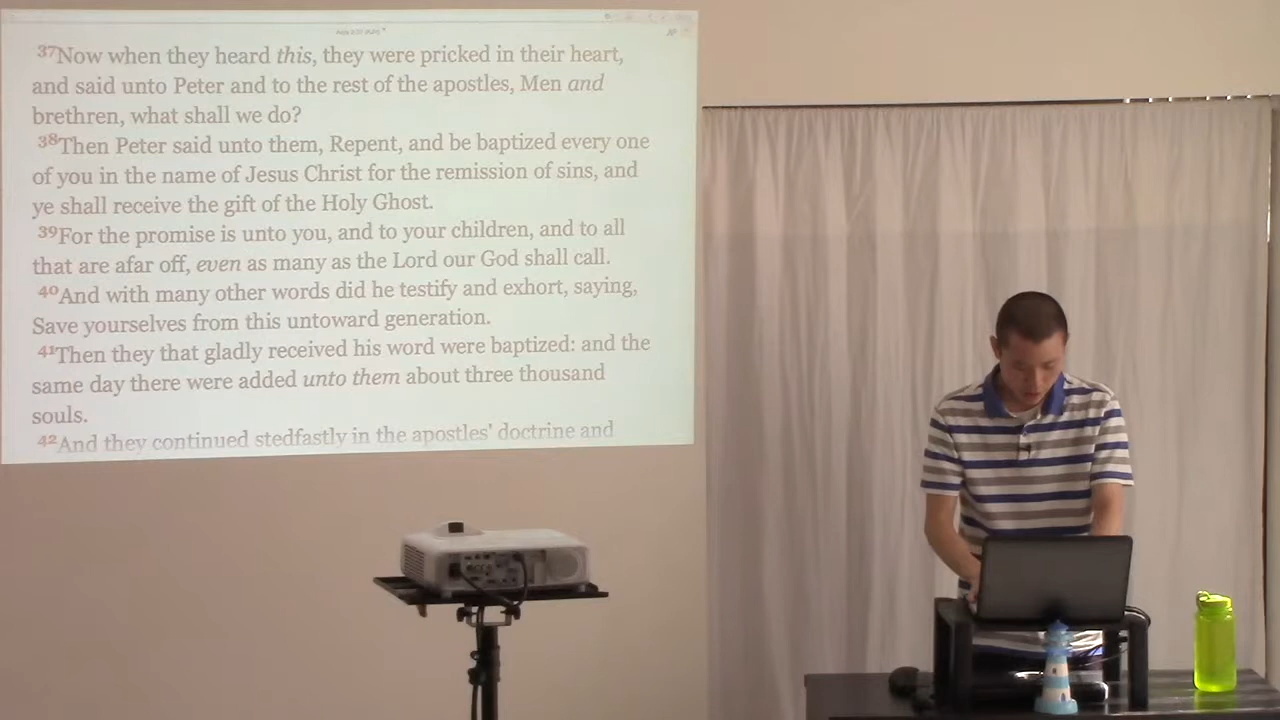 37Now when they heard this, they were pricked in their heart,
and said unto Peter and to the rest of the apostles, Men and
brethren, what shall we do?
38Then Peter said unto them, Repent, and be baptized every one
of you in the name of Jesus Christ for the remission of sins, and
ye shall receive the gift of the Holy Ghost.
39For the promise is unto you, and to your children, and to all
that are afar off, even as many as the Lord our God shall call.
40And with many other words did he testify and exhort, saying,
Save yourselves from this untoward generation.
41Then they that gladly received his word were baptized: and the
same day there were added unto them about three thousand
souls.
42And they continued stedfastly in the apostles' doctrine and